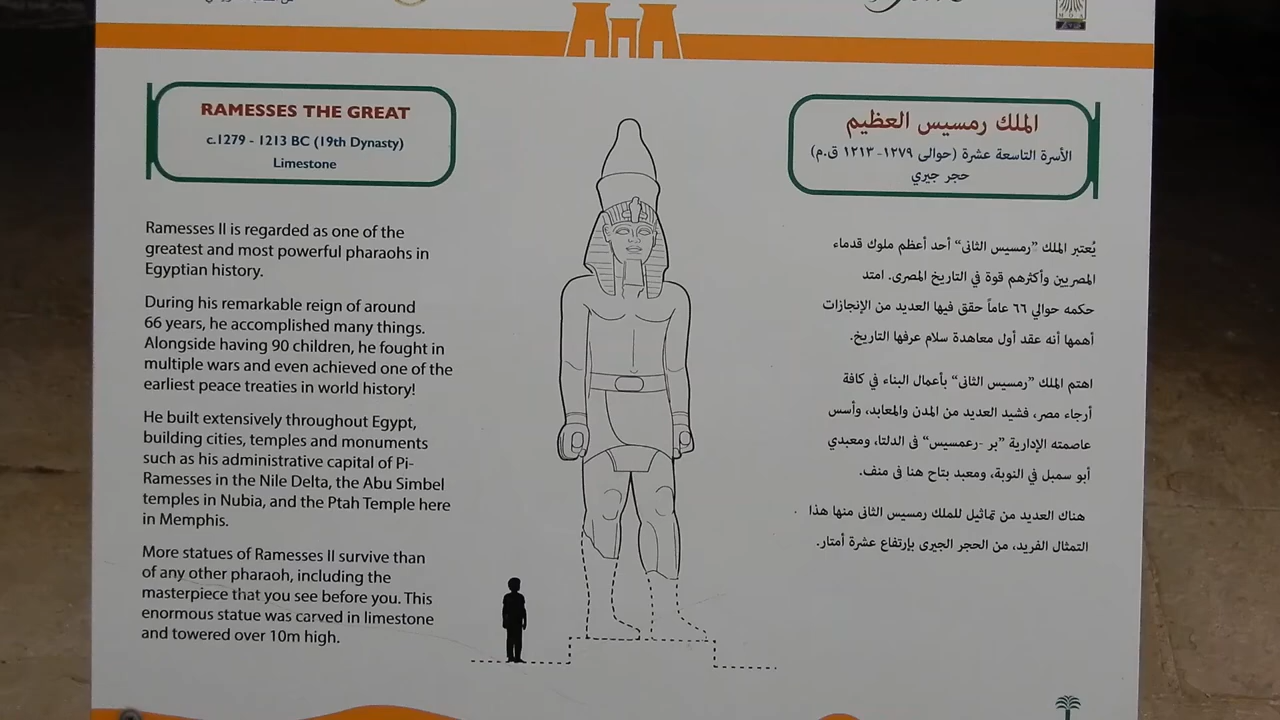 RAMESSES THE GREAT
c.1279 - 1213 BC (19th Dynasty)
Limestone
Ramesses II is regarded as one of the
greatest and most powerful pharaohs in
Egyptian history.
During his remarkable reign of around
66 years, he accomplished many things.
Alongside having 90 children, he fought in
multiple wars and even achieved one of the
earliest peace treaties in world history!
He built extensively throughout Egypt,
building cities, temples and monuments
such as his administrative capital of Pi-
Ramesses in the Nile Delta, the Abu Simbel
temples in Nubia, and the Ptah Temple here
in Memphis.
More statues of Ramesses II survive than
of any other pharaoh, including the
masterpiece that you see before you. This
enormous statue was carved in limestone
and towered over 10m high.
الملك رمسيس العظيم
الأسرة التاسعة عشرة (حوالى ١٢٧٩- ١٢١٣ ق.م)
حجر جيري
يُعتبر الملك ”رمسيس الثانى“ أحد أعظم ملوك قدماء
المصريين وأكثرهم قوة في التاريخ المصرى. امتد
حكمه حوالي ٦٦ عاماً حقق فيها العديد من الإنجازات
أهمها أنه عقد أول معاهدة سلام عرفها التاريخ.
اهتم الملك ”رمسيس الثانى“ بأعمال البناء في كافة
أرجاء مصر، فشيد العديد من المدن والمعابد، وأسس
عاصمته الإدارية ”بر -رعمسيس“ فى الدلتا، ومعبدي
أبو سمبل في النوبة، ومعبد بتاح هنا فى منف.
هناك العديد من تماثيل للملك رمسيس الثانى منها هذا
التمثال الفريد، من الحجر الجيرى بإرتفاع عشرة أمتار.